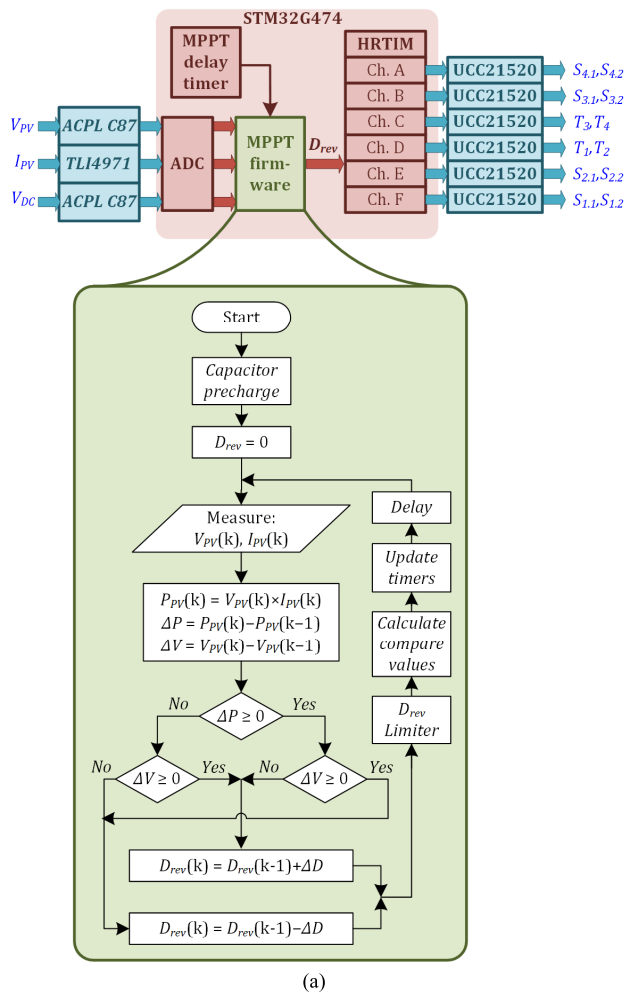 STM32G474
MPPT
delay
timer
HRTIM
Ch. A
Ch. B
Ch. C
Ch. D
Ch. E
Ch. F
UCC21520
UCC21520
UCC21520
UCC21520
UCC21520
UCC21520
S4.1,S4.2
S3.1,S3.2
T3,T4
T1,T2
S2.1,S2.2
S1.1,S1.2
VPV
IPV
VDC
ACPL C87
TLI4971
ACPL C87
ADC
MPPT
firm-
ware
Drev
Start
Capacitor
precharge
Drev = 0
Measure:
VPV(k), IPV(k)
PPV(k) = VPV(k)×IPV(k)
ΔP = PPV(k)−PPV(k−1)
ΔV = VPV(k)−VPV(k−1)
No
ΔP ≥ 0
Yes
No
ΔV ≥ 0
Yes
No
ΔV ≥ 0
Yes
Drev(k) = Drev(k-1)+ΔD
Drev(k) = Drev(k-1)−ΔD
Delay
Update
timers
Calculate
compare
values
Drev
Limiter
(a)